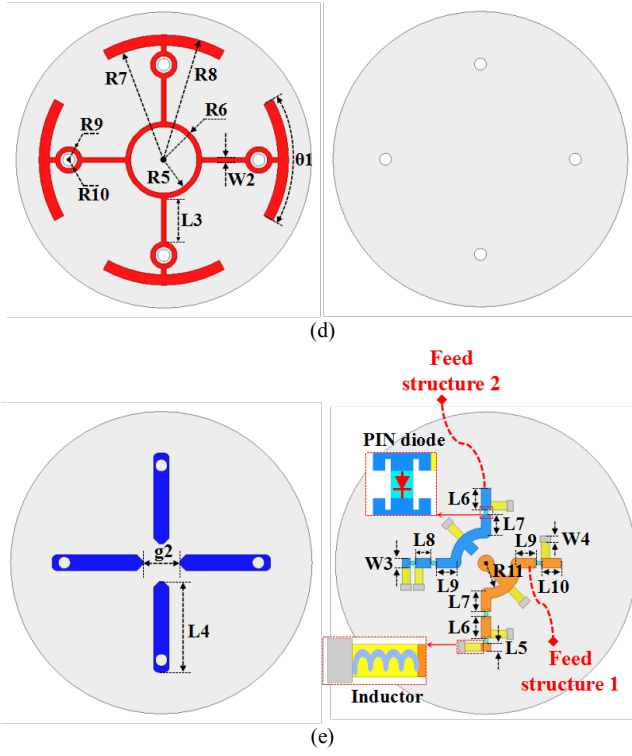 R7
R8
R6
R9
R5
W2
θ1
R10
L3
(d)
Feed
structure 2
PIN diode
L6
L7
g2
L8
L9
W4
W3
R11
L9
L10
L4
L7
L6
L5
Feed
structure 1
Inductor
(e)